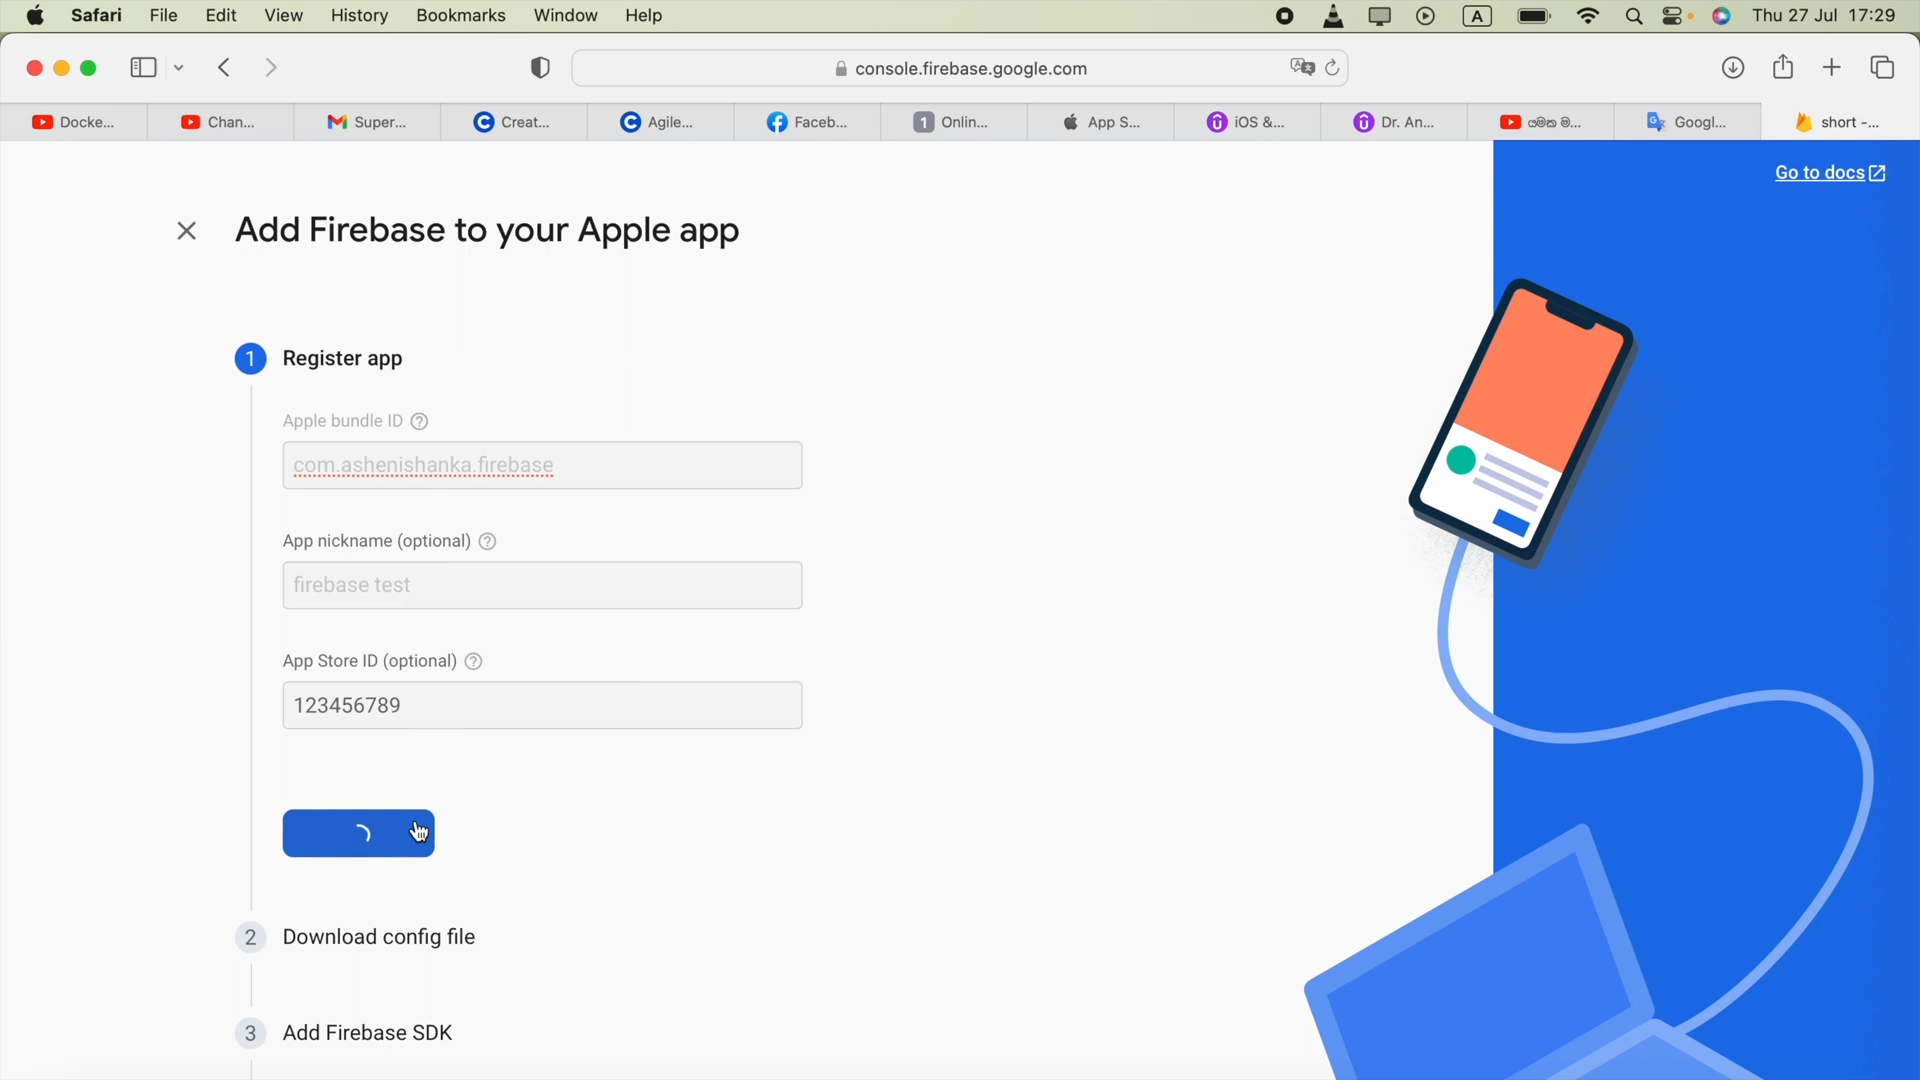 Safari File Edit View History Bookmarks Window Help A Thu 27 Jul 17:29
console.firebase.google.com
Docke... Chan... Super... Creat... Agile... Faceb... 1 Onlin... App S... iOS &... Dr. An... යමක ම... Googl... short -...
Go to docs
Add Firebase to your Apple app
1 Register app
Apple bundle ID
com.ashenishanka.firebase
App nickname (optional)
firebase test
App Store ID (optional)
123456789
2 Download config file
3 Add Firebase SDK